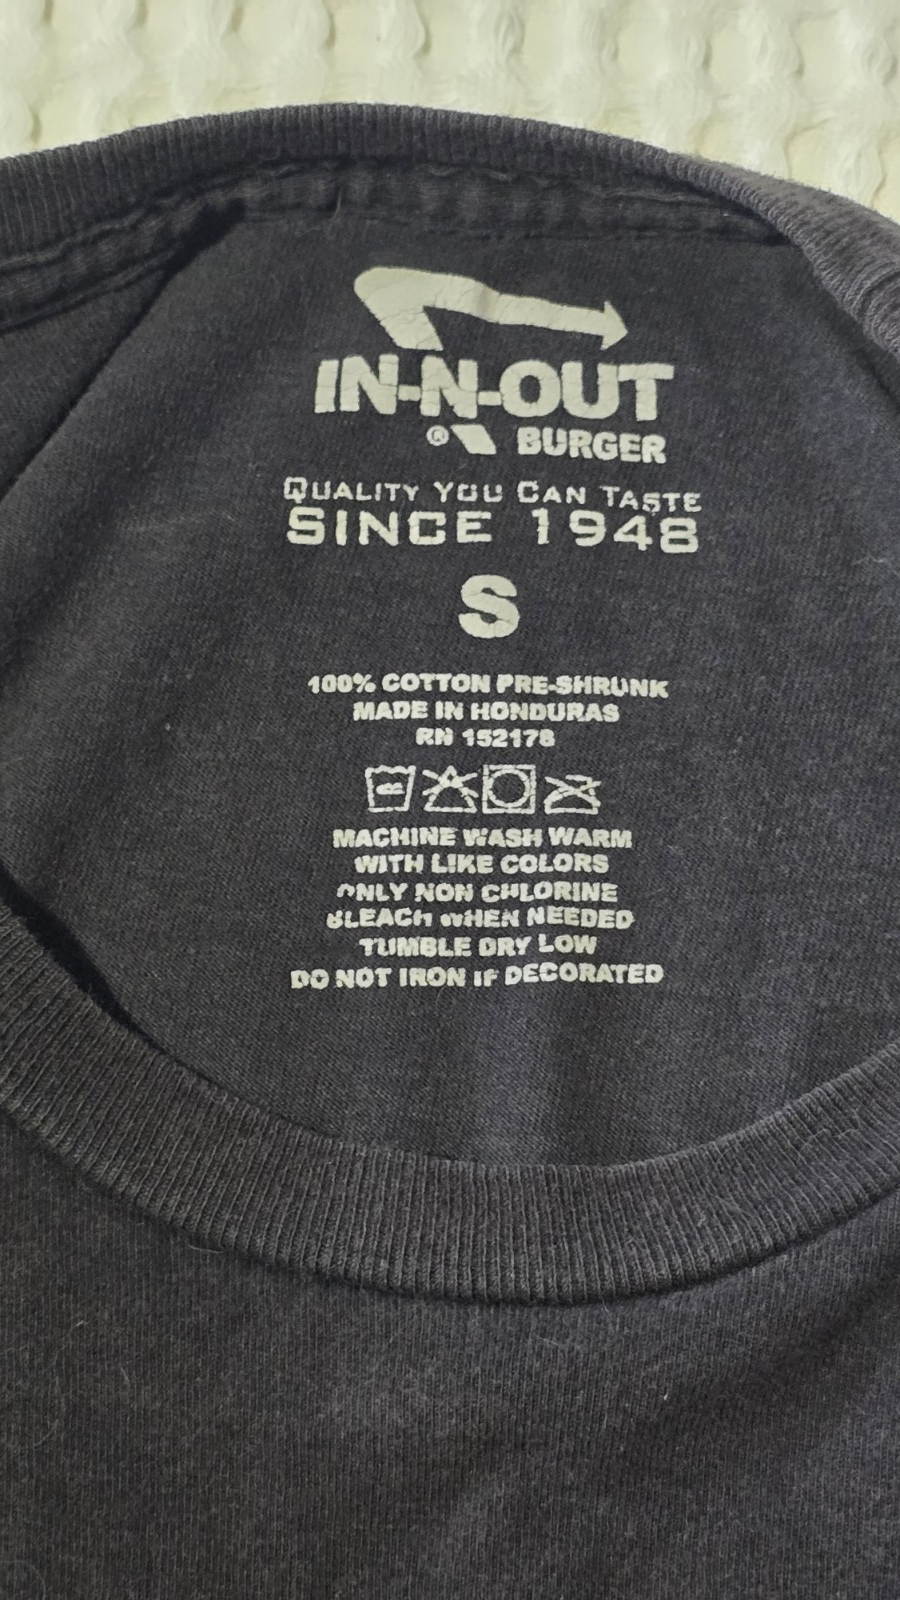 IN-N-OUT
® BURGER
QUALITY YOU CAN TASTE
SINCE 1948
S
100% COTTON PRE-SHRUNK
MADE IN HONDURAS
RN 152178
MACHINE WASH WARM
WITH LIKE COLORS
ONLY NON CHLORINE
BLEACH WHEN NEEDED
TUMBLE DRY LOW
DO NOT IRON IF DECORATED